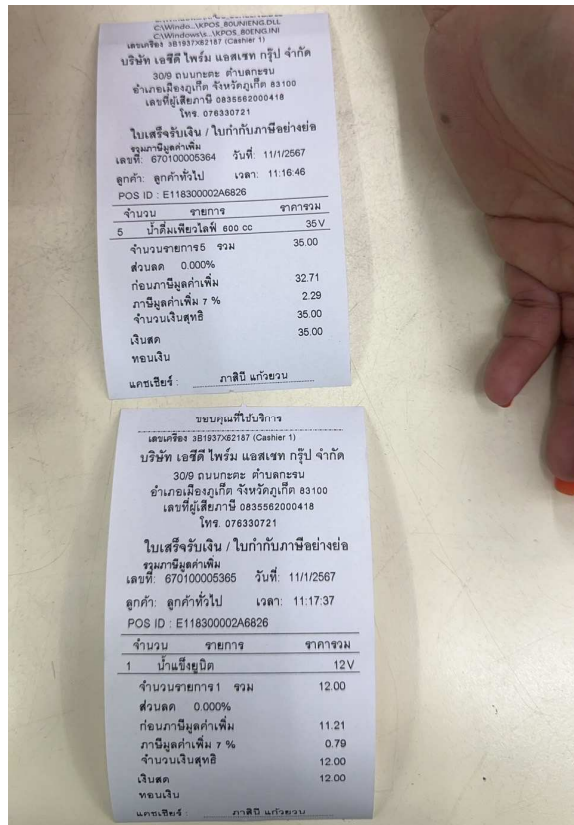 C:\Windo...\KPOS_80UNIENG.DLL
C:\Windows\s...\KPOS_80ENG.INI
เลขเครื่อง 3B1937X62187 (Cashier 1)
บริษัท เอซีดี ไพร์ม แอสเซท กรุ๊ป จำกัด
30/9 ถนนกะตะ ตำบลกะรน
อำเภอเมืองภูเก็ต จังหวัดภูเก็ต 83100
เลขที่ผู้เสียภาษี 0835562000418
โทร. 076330721
ใบเสร็จรับเงิน / ใบกำกับภาษีอย่างย่อ
รวมภาษีมูลค่าเพิ่ม
เลขที่: 670100005364 วันที่: 11/1/2567
ลูกค้า: ลูกค้าทั่วไป เวลา: 11:16:46
POS ID : E118300002A6826
จำนวน รายการ ราคารวม
5 น้ำดื่มเพียวไลฟ์ 600 cc 35V
จำนวนรายการ5 รวม 35.00
ส่วนลด 0.000%
ก่อนภาษีมูลค่าเพิ่ม 32.71
ภาษีมูลค่าเพิ่ม 7 % 2.29
จำนวนเงินสุทธิ 35.00
เงินสด 35.00
ทอนเงิน
แคชเชียร์ : ภาสินี แก้วยวน
ขอบคุณที่ใช้บริการ
เลขเครื่อง 3B1937X62187 (Cashier 1)
บริษัท เอซีดี ไพร์ม แอสเซท กรุ๊ป จำกัด
30/9 ถนนกะตะ ตำบลกะรน
อำเภอเมืองภูเก็ต จังหวัดภูเก็ต 83100
เลขที่ผู้เสียภาษี 0835562000418
โทร. 076330721
ใบเสร็จรับเงิน / ใบกำกับภาษีอย่างย่อ
รวมภาษีมูลค่าเพิ่ม
เลขที่: 670100005365 วันที่: 11/1/2567
ลูกค้า: ลูกค้าทั่วไป เวลา: 11:17:37
POS ID : E118300002A6826
จำนวน รายการ ราคารวม
1 น้ำแข็งยูนิต 12V
จำนวนรายการ1 รวม 12.00
ส่วนลด 0.000%
ก่อนภาษีมูลค่าเพิ่ม 11.21
ภาษีมูลค่าเพิ่ม 7 % 0.79
จำนวนเงินสุทธิ 12.00
เงินสด 12.00
ทอนเงิน
แคชเชียร์ : ภาสินี แก้วยวน